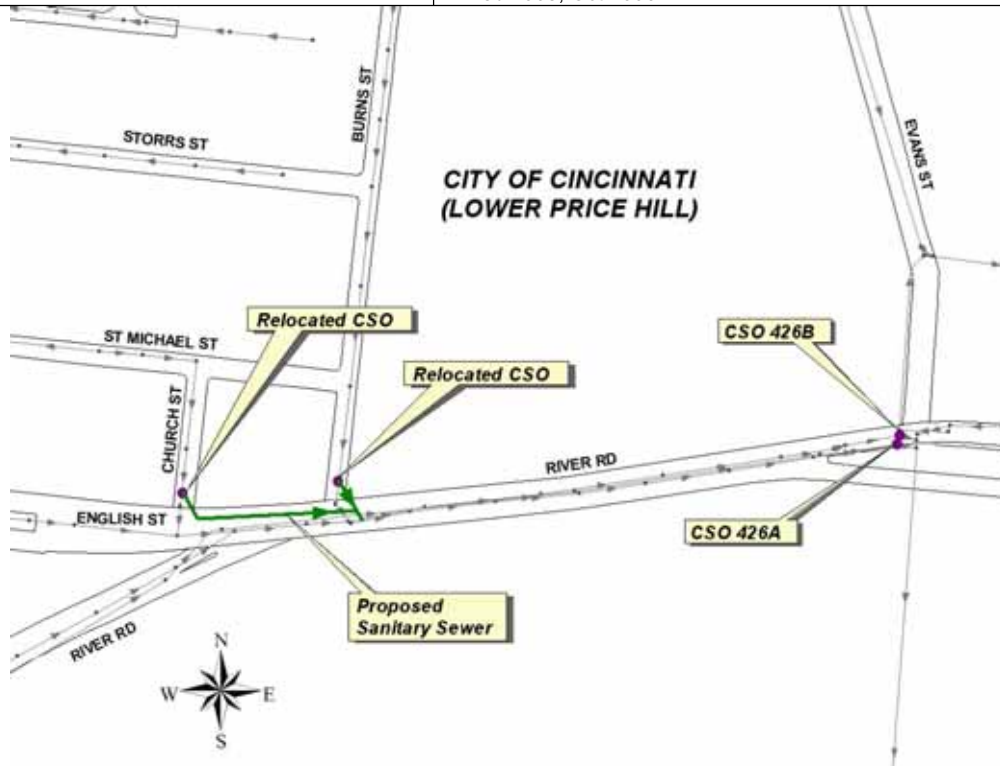 BURNS ST
STORRS ST
EVANS ST
CITY OF CINCINNATI
(LOWER PRICE HILL)
Relocated CSO
CSO 426B
ST MICHAEL ST
Relocated CSO
CHURCH ST
RIVER RD
ENGLISH ST
CSO 426A
Proposed
Sanitary Sewer
RIVER RD
N
W
E
S